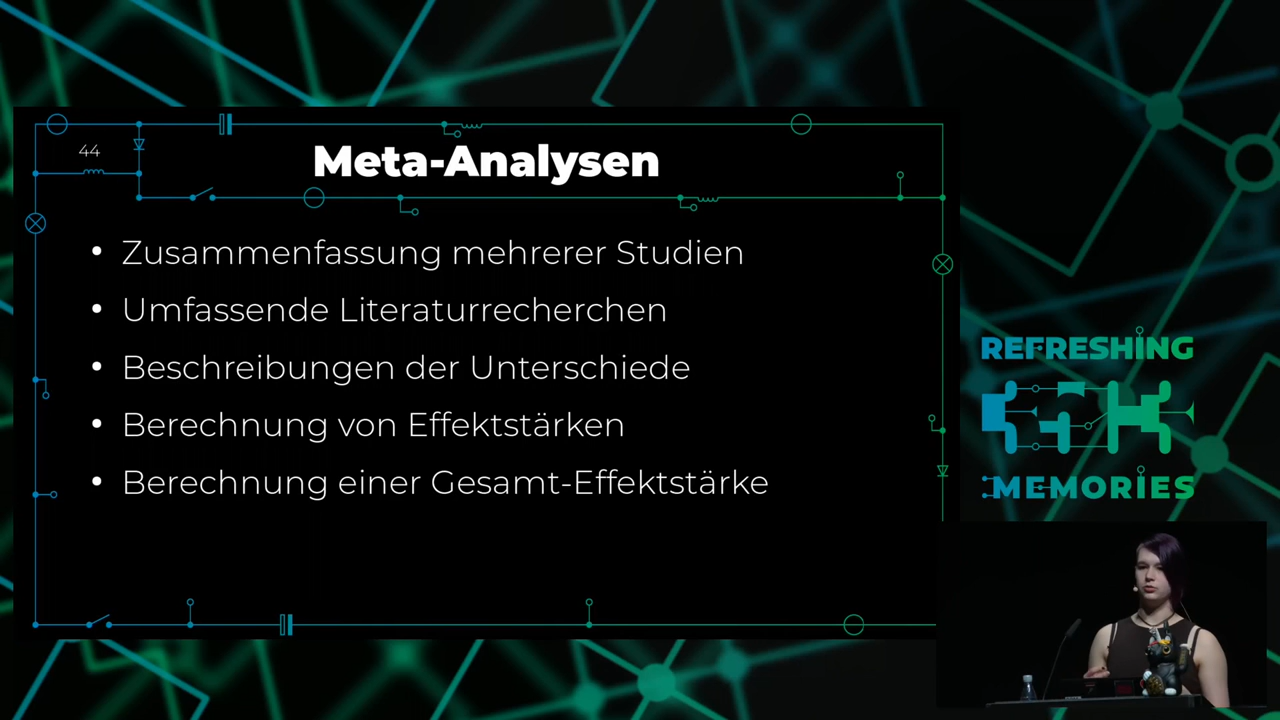 44
Meta-Analysen
• Zusammenfassung mehrerer Studien
• Umfassende Literaturrecherchen
• Beschreibungen der Unterschiede
• Berechnung von Effektstärken
• Berechnung einer Gesamt-Effektstärke
REFRESHING
MEMORIES